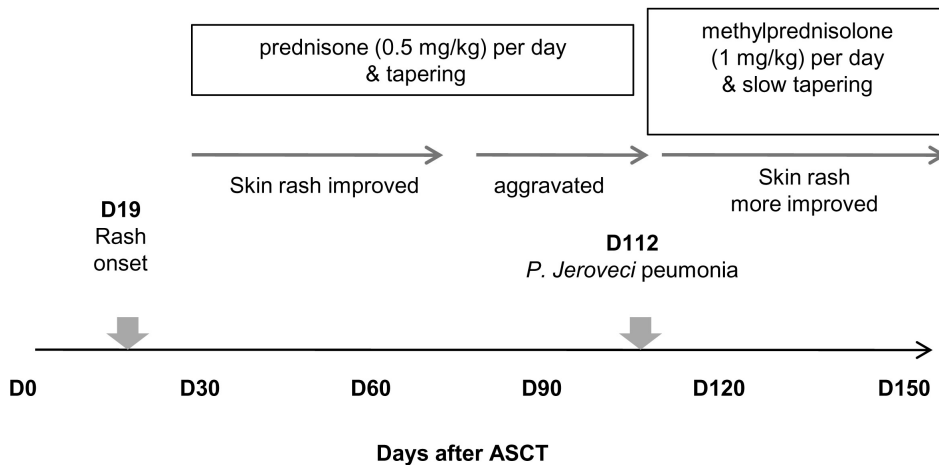 prednisone (0.5 mg/kg) per day
& tapering
methylprednisolone
(1 mg/kg) per day
& slow tapering
Skin rash improved
aggravated
Skin rash
more improved
D19
Rash
onset
D112
P. Jeroveci peumonia
D0 D30 D60 D90 D120 D150
Days after ASCT